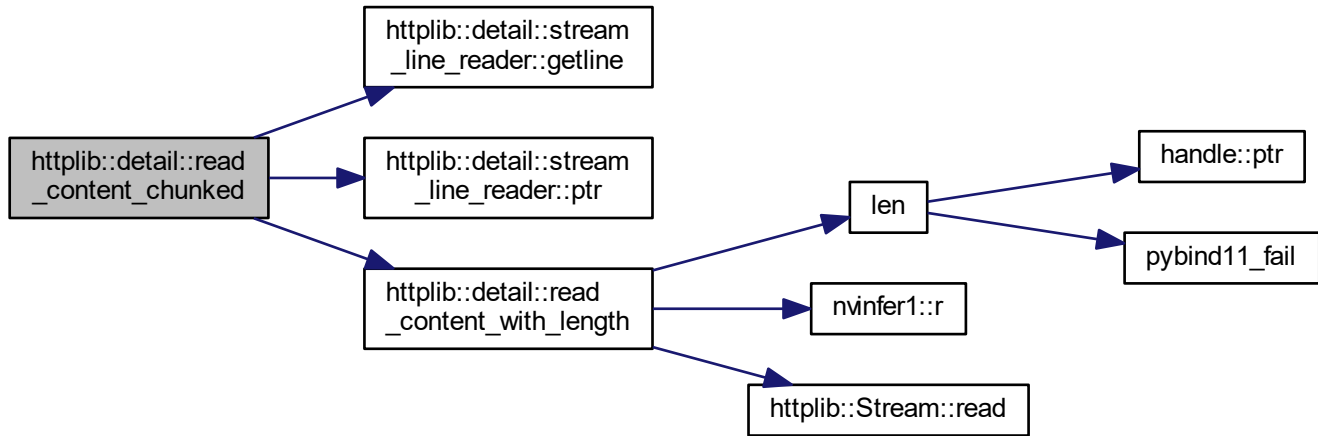 httplib::detail::read
_content_chunked
httplib::detail::stream
_line_reader::getline
httplib::detail::stream
_line_reader::ptr
httplib::detail::read
_content_with_length
len
nvinfer1::r
httplib::Stream::read
handle::ptr
pybind11_fail